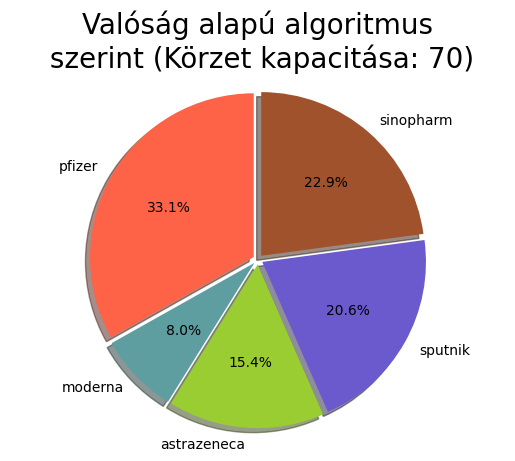 Valóság alapú algoritmus
szerint (Körzet kapacitása: 70)
sinopharm
pfizer
22.9%
33.1%
20.6%
8.0%
sputnik
15.4%
moderna
astrazeneca